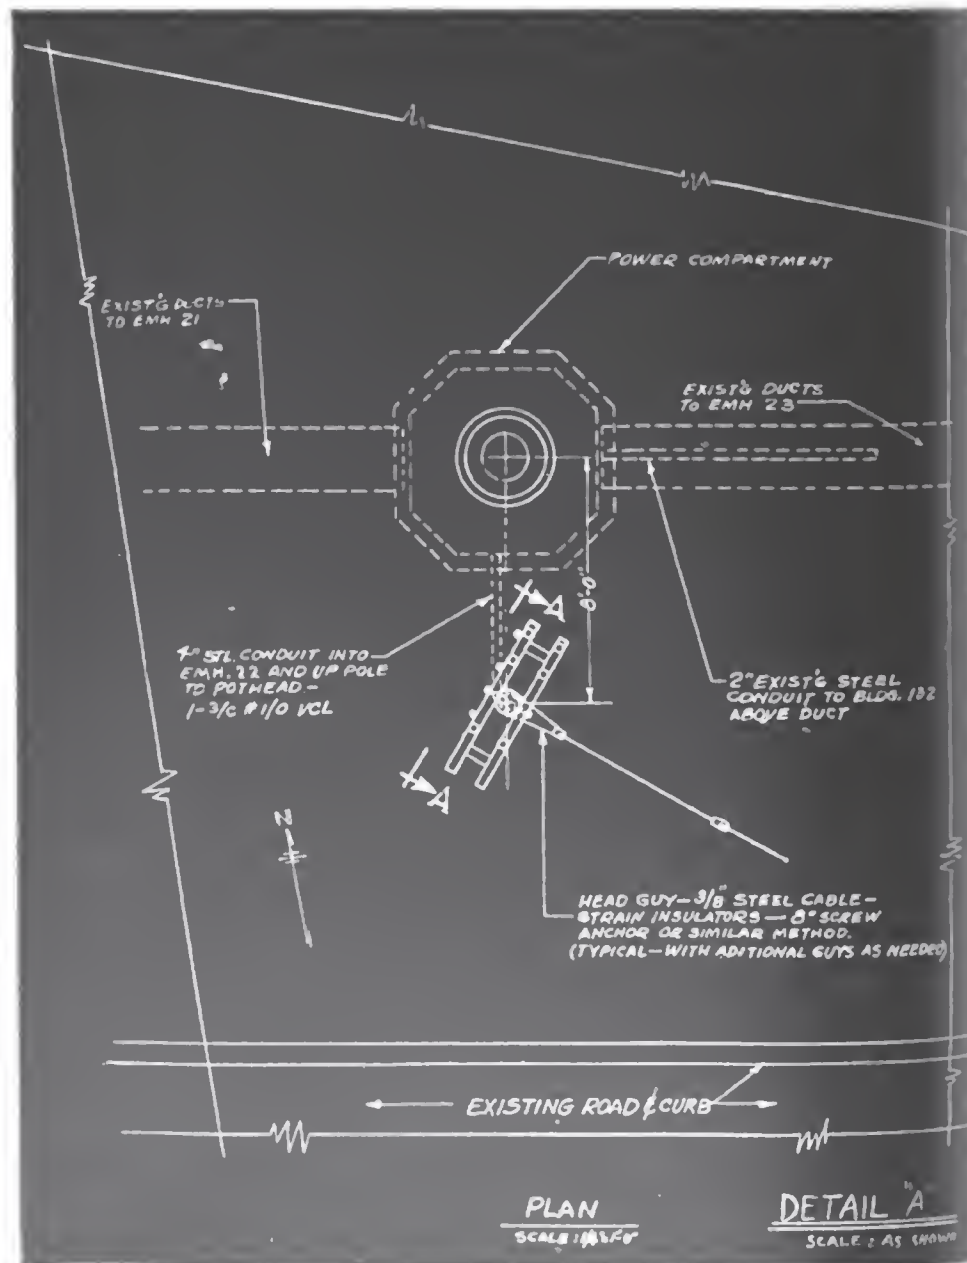 POWER COMPARTMENT
EXIST'G DUCTS
TO EMH 21
EXIST'G DUCTS
TO EMH 23
8'-0"
A
4" STL. CONDUIT INTO
EMH. 22 AND UP POLE
TO POTHEAD -
1-3/C #1/0 VCL
2" EXIST'G STEEL
CONDUIT TO BLDG. 132
ABOVE DUCT
A
N
HEAD GUY - 3/8" STEEL CABLE -
STRAIN INSULATORS - 8" SCREW
ANCHOR OR SIMILAR METHOD.
(TYPICAL - WITH ADITIONAL GUYS AS NEEDED)
EXISTING ROAD & CURB
PLAN
SCALE:
DETAIL "A
SCALE: AS SHOWN